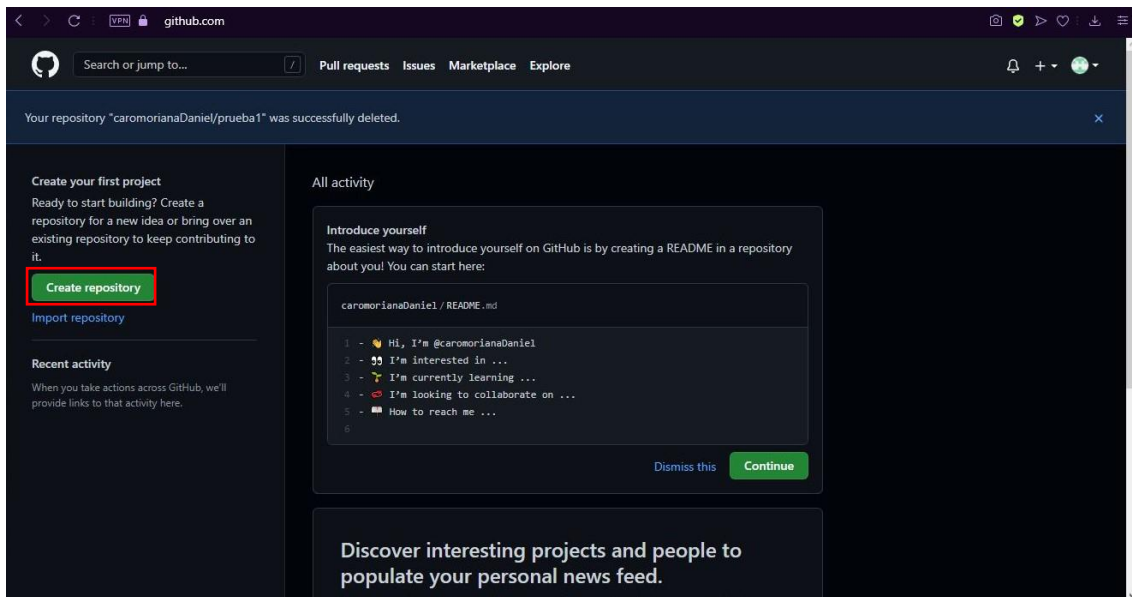 VPN github.com
Search or jump to... /
Pull requests Issues Marketplace Explore
Your repository "caromorianaDaniel/prueba1" was successfully deleted.
Create your first project
Ready to start building? Create a
repository for a new idea or bring over an
existing repository to keep contributing to
it.
Create repository
Import repository
Recent activity
When you take actions across GitHub, we'll
provide links to that activity here.
All activity
Introduce yourself
The easiest way to introduce yourself on GitHub is by creating a README in a repository
about you! You can start here:
caromorianaDaniel / README.md
1 - 👋 Hi, I'm @caromorianaDaniel
2 - 👀 I'm interested in ...
3 - 🌱 I'm currently learning ...
4 - 💞️ I'm looking to collaborate on ...
5 - 📫 How to reach me ...
6
Dismiss this Continue
Discover interesting projects and people to
populate your personal news feed.